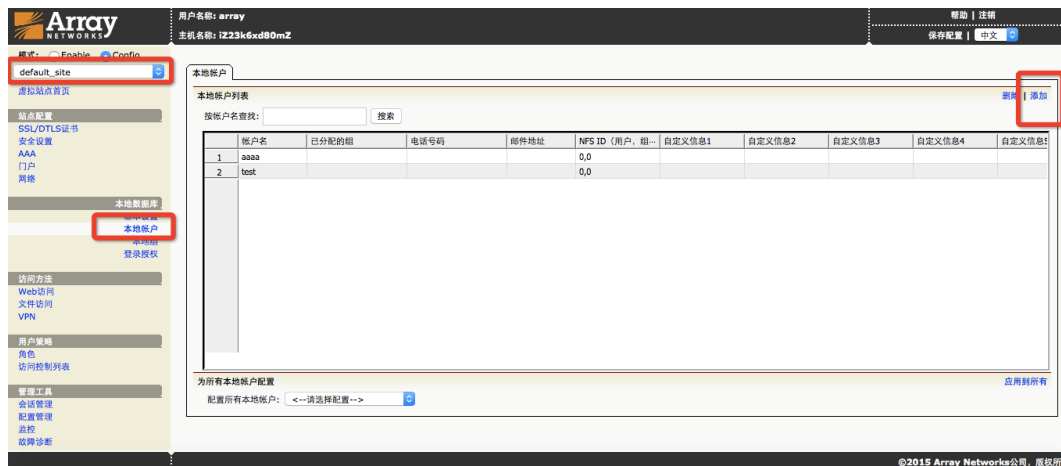 Array
NETWORKS
用户名称: array
主机名称: iZ23k6xd80mZ
帮助 | 注销
保存配置 | 中文
模式: Enable Config
default_site
虚拟站点首页
站点配置
SSL/DTLS证书
安全设置
AAA
门户
网络
本地数据库
基本设置
本地帐户
本地组
登录授权
访问方法
Web访问
文件访问
VPN
用户策略
角色
访问控制列表
管理工具
会话管理
配置管理
监控
故障诊断
本地帐户
本地帐户列表
删除 | 添加
按帐户名查找: 搜索
帐户名 已分配的组 电话号码 邮件地址 NFS ID（用户，组… 自定义信息1 自定义信息2 自定义信息3 自定义信息4 自定义信息5
1 aaaa 0,0
2 test 0,0
为所有本地帐户配置
应用到所有
配置所有本地帐户: <--请选择配置-->
©2015 Array Networks公司，版权所